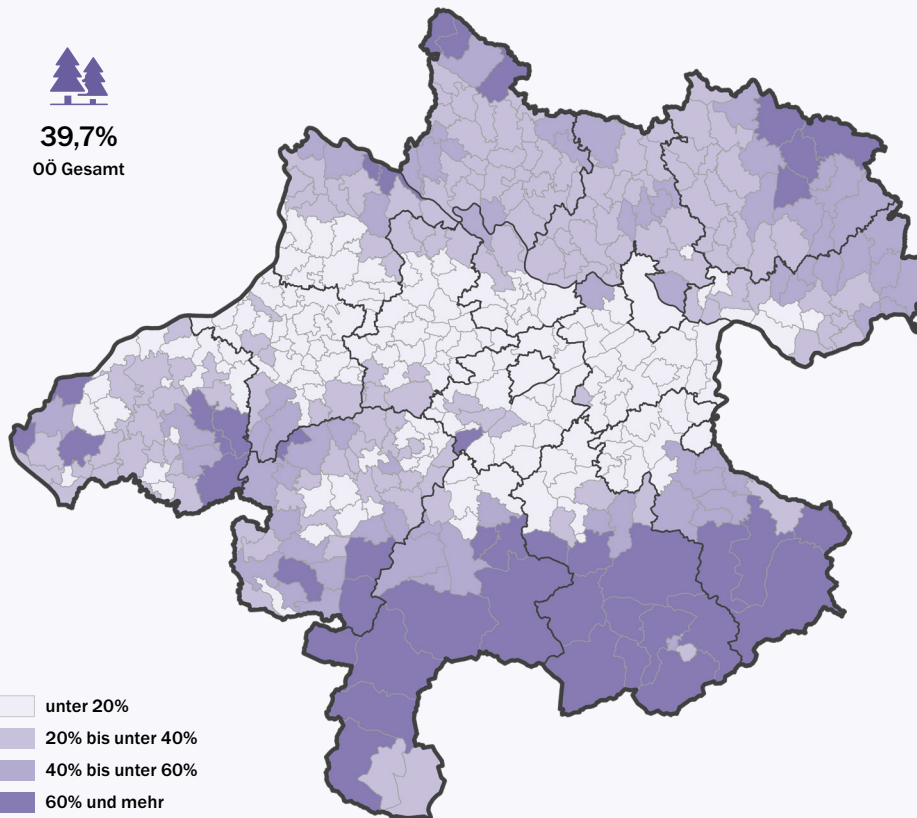 39,7%
OÖ Gesamt
unter 20%
20% bis unter 40%
40% bis unter 60%
60% und mehr